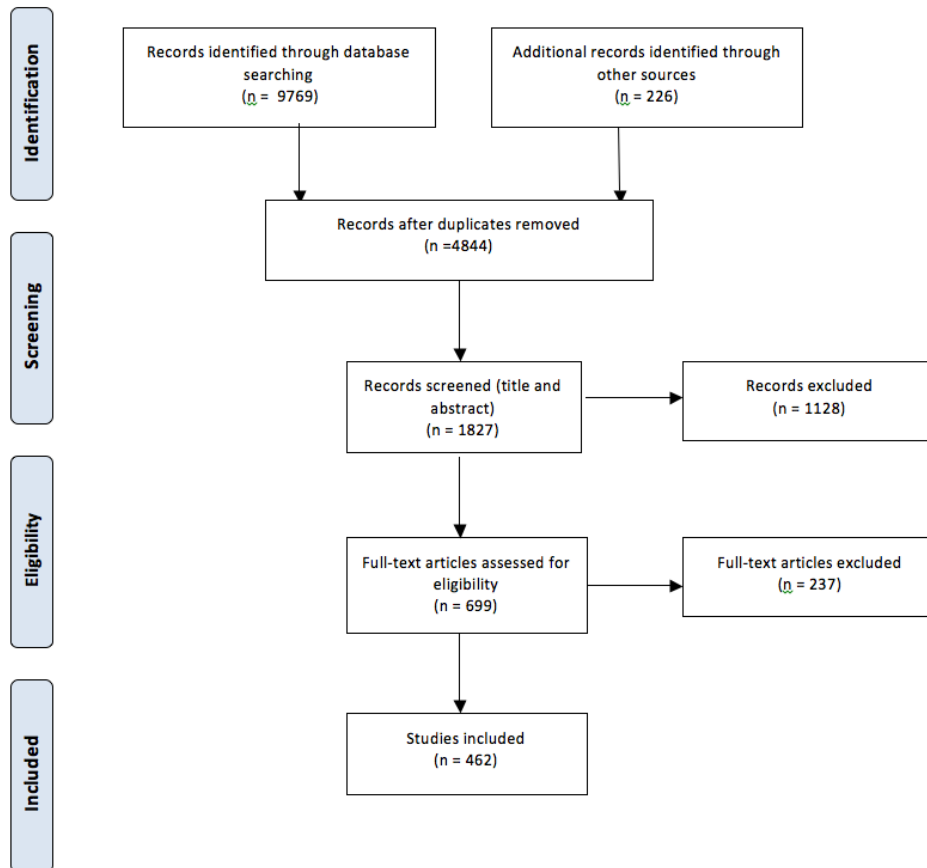 Identification
Records identified through database
searching
(n =  9769)
Additional records identified through
other sources
(n = 226)
Records after duplicates removed
(n =4844)
Screening
Records screened (title and
abstract)
(n = 1827)
Records excluded
(n = 1128)
Eligibility
Full-text articles assessed for
eligibility
(n = 699)
Full-text articles excluded
(n = 237)
Included
Studies included
(n = 462)